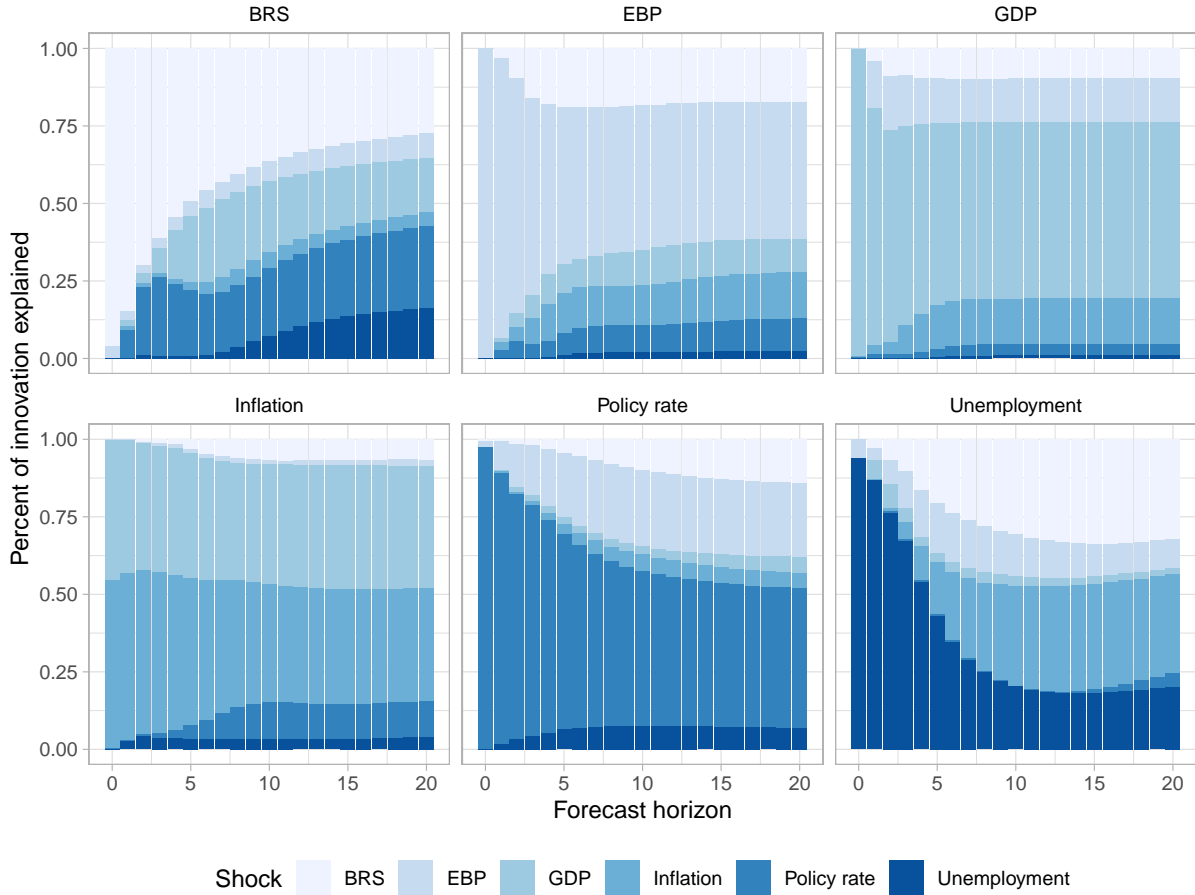 BRS EBP GDP
1.00
0.75
0.50
0.25
0.00
Inflation Policy rate Unemployment
1.00
0.75
0.50
0.25
0.00
0 5 10 15 20 0 5 10 15 20 0 5 10 15 20
Percent of innovation explained
Forecast horizon
Shock BRS EBP GDP Inflation Policy rate Unemployment